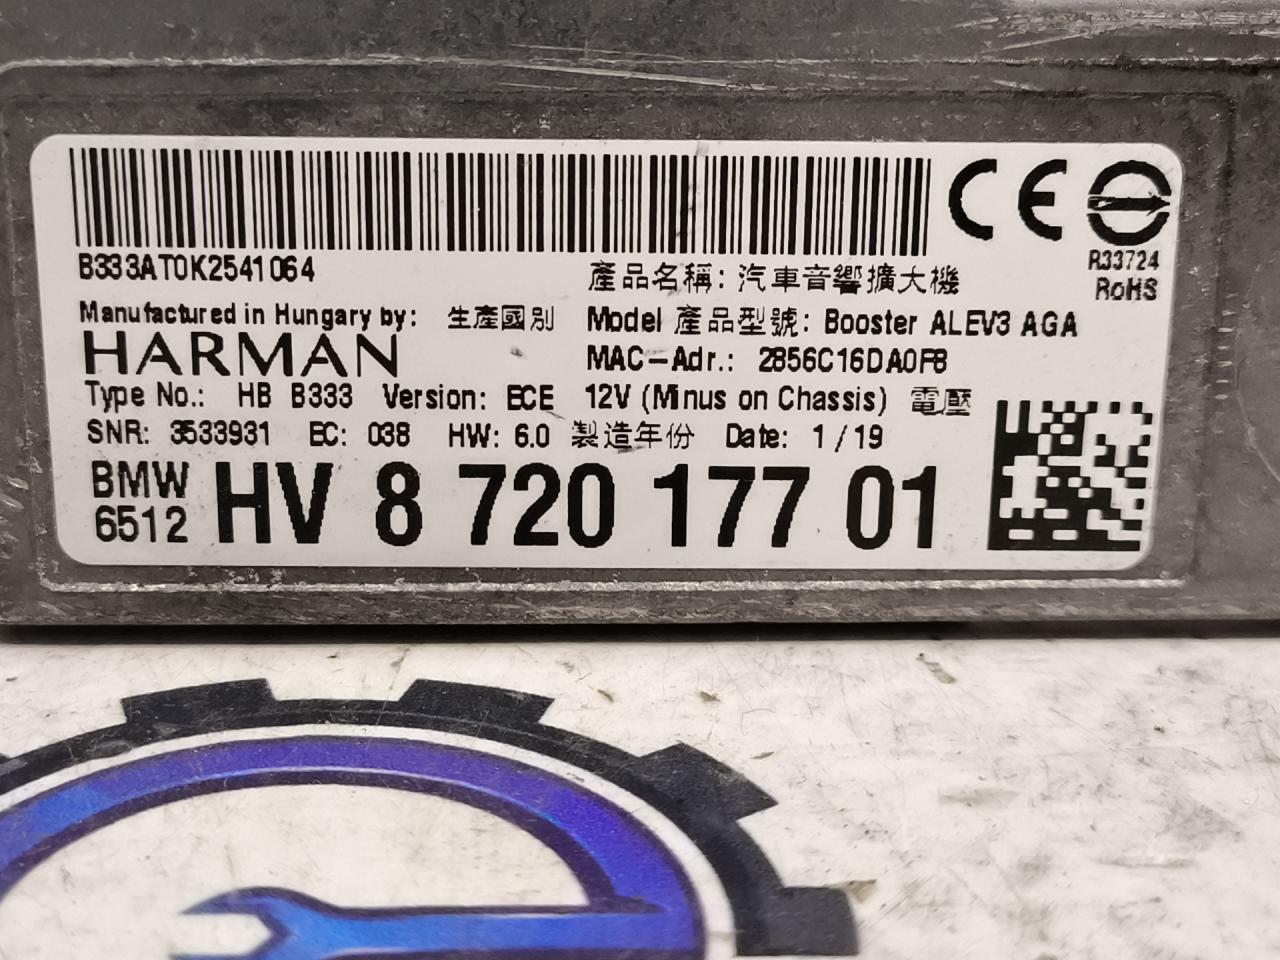 B333AT0K2541064
CE
R33724
RoHS
產品名稱: 汽車音響擴大機
Manufactured in Hungary by: 生產國別
Model 產品型號: Booster ALEV3 AGA
HARMAN
MAC-Adr.: 2856C16DA0F8
Type No.: HB B333 Version: ECE 12V (Minus on Chassis) 電壓
SNR: 3533931 EC: 038 HW: 6.0 製造年份 Date: 1/19
BMW
6512
HV 8 720 177 01